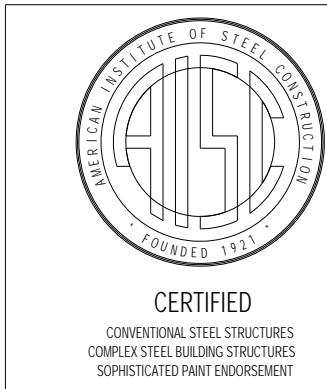 AMERICAN INSTITUTE OF STEEL CONSTRUCTION
AISC
* FOUNDED 1921 *
CERTIFIED
CONVENTIONAL STEEL STRUCTURES
COMPLEX STEEL BUILDING STRUCTURES
SOPHISTICATED PAINT ENDORSEMENT